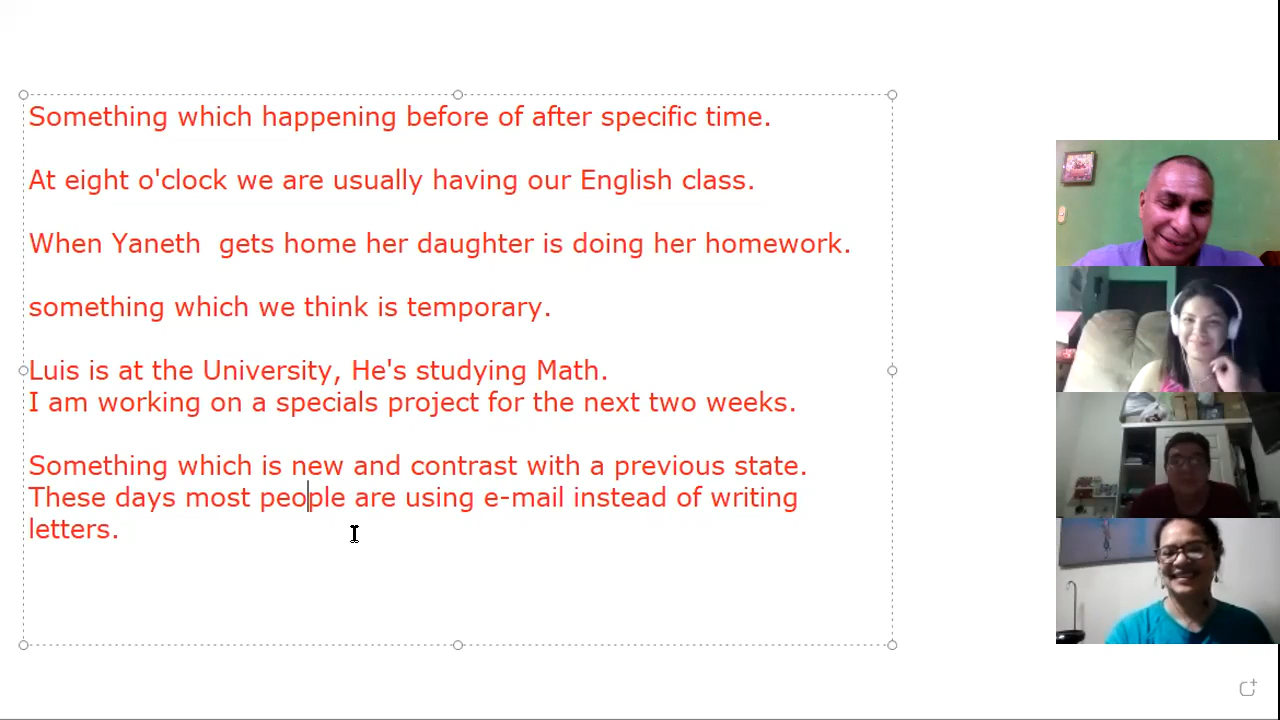 Something which happening before of after specific time.
At eight o'clock we are usually having our English class.
When Yaneth  gets home her daughter is doing her homework.
something which we think is temporary.
Luis is at the University, He's studying Math.
I am working on a specials project for the next two weeks.
Something which is new and contrast with a previous state.
These days most people are using e-mail instead of writing
letters.